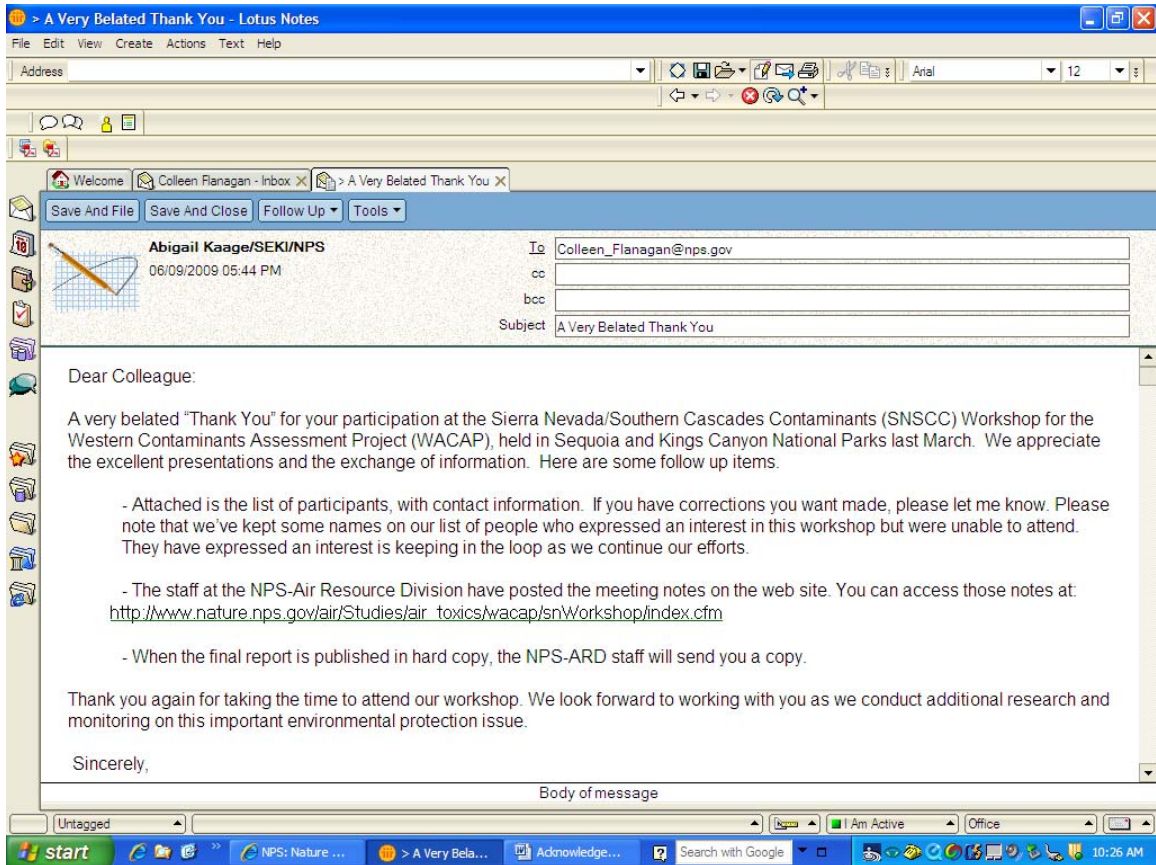 > A Very Belated Thank You - Lotus Notes
File Edit View Create Actions Text Help
Address
Arial 12
Welcome Colleen Flanagan - Inbox > A Very Belated Thank You
Save And File Save And Close Follow Up Tools
Abigail Kaage/SEKI/NPS
06/09/2009 05:44 PM
To Colleen_Flanagan@nps.gov
cc
bcc
Subject A Very Belated Thank You
Dear Colleague:
A very belated “Thank You” for your participation at the Sierra Nevada/Southern Cascades Contaminants (SNSCC) Workshop for the
Western Contaminants Assessment Project (WACAP), held in Sequoia and Kings Canyon National Parks last March. We appreciate
the excellent presentations and the exchange of information. Here are some follow up items.
- Attached is the list of participants, with contact information. If you have corrections you want made, please let me know. Please
note that we've kept some names on our list of people who expressed an interest in this workshop but were unable to attend.
They have expressed an interest is keeping in the loop as we continue our efforts.
- The staff at the NPS-Air Resource Division have posted the meeting notes on the web site. You can access those notes at:
http://www.nature.nps.gov/air/Studies/air_toxics/wacap/snWorkshop/index.cfm
- When the final report is published in hard copy, the NPS-ARD staff will send you a copy.
Thank you again for taking the time to attend our workshop. We look forward to working with you as we conduct additional research and
monitoring on this important environmental protection issue.
Sincerely,
Body of message
Untagged I Am Active Office
start NPS: Nature ... > A Very Bela... Acknowledge... Search with Google 10:26 AM